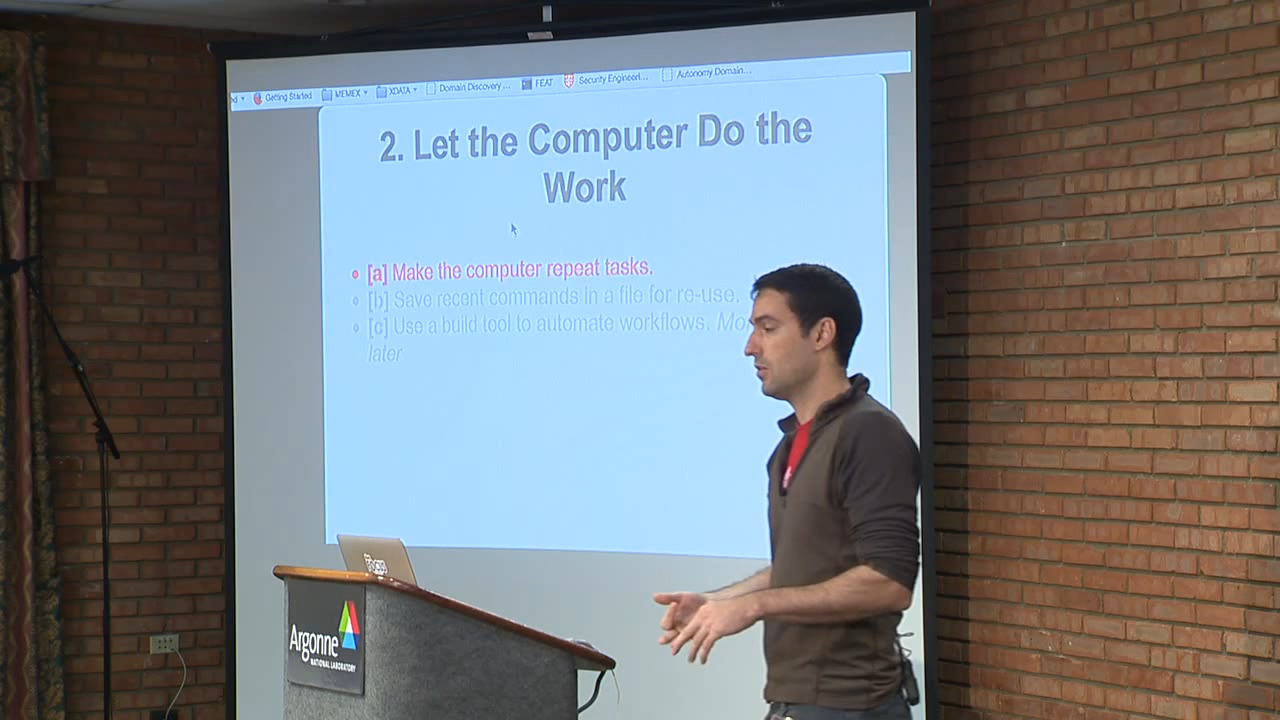 Getting Started MEMEX XDATA Domain Discovery ... FEAT Security Engineeri... Autonomy Domain...
2. Let the Computer Do the
Work
[a] Make the computer repeat tasks.
[b] Save recent commands in a file for re-use.
[c] Use a build tool to automate workflows.
later
Argonne
NATIONAL LABORATORY